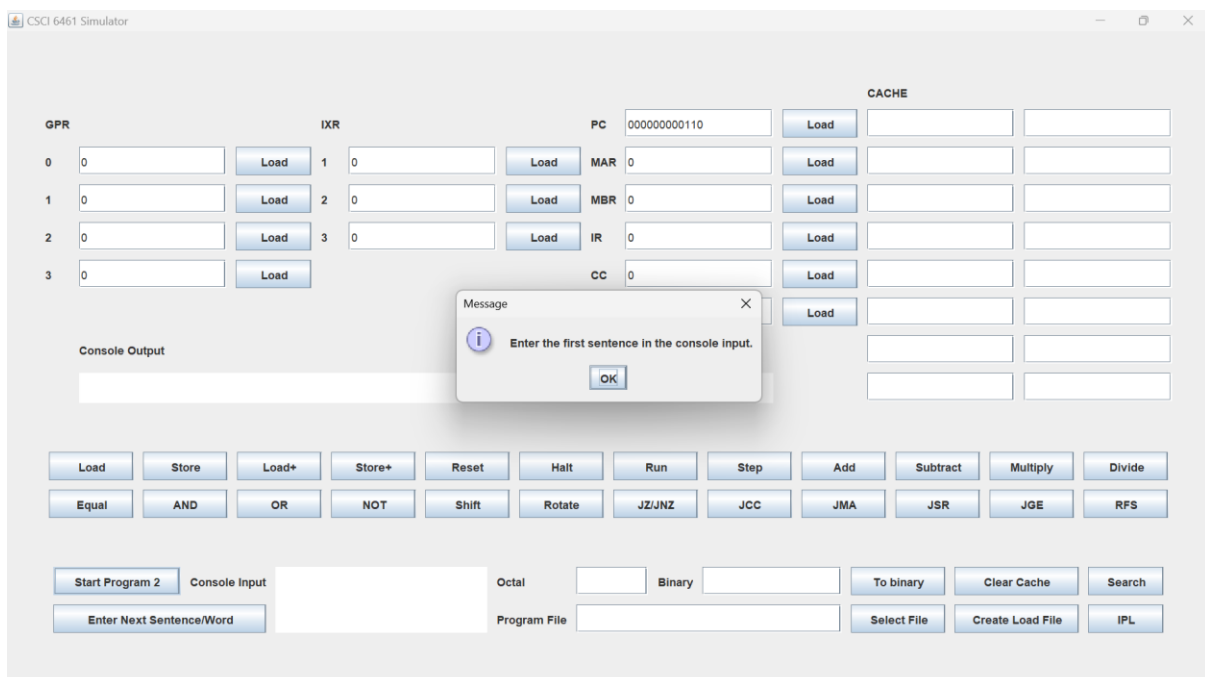 CSCI 6461 Simulator
CACHE
GPR IXR PC 000000000110 Load
0 0 Load 1 0 Load MAR 0 Load
1 0 Load 2 0 Load MBR 0 Load
2 0 Load 3 0 Load IR 0 Load
3 0 Load CC 0 Load
Message
Load
Enter the first sentence in the console input.
Console Output
OK
Load Store Load+ Store+ Reset Halt Run Step Add Subtract Multiply Divide
Equal AND OR NOT Shift Rotate JZ/JNZ JCC JMA JSR JGE RFS
Start Program 2 Console Input Octal Binary To binary Clear Cache Search
Enter Next Sentence/Word Program File Select File Create Load File IPL